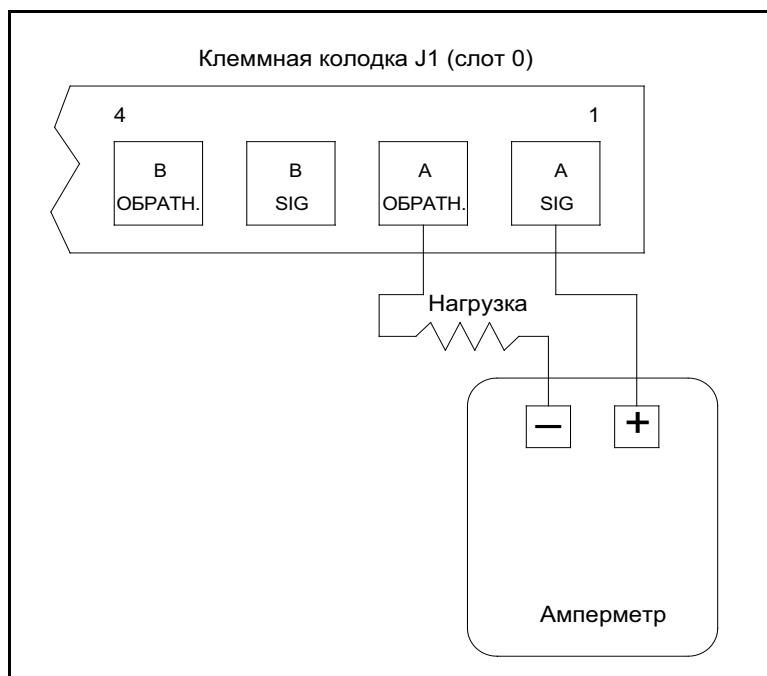 Клеммная колодка J1 (слот 0)
4 1
B B A A
ОБРАТН. SIG ОБРАТН. SIG
Нагрузка
— +
Амперметр